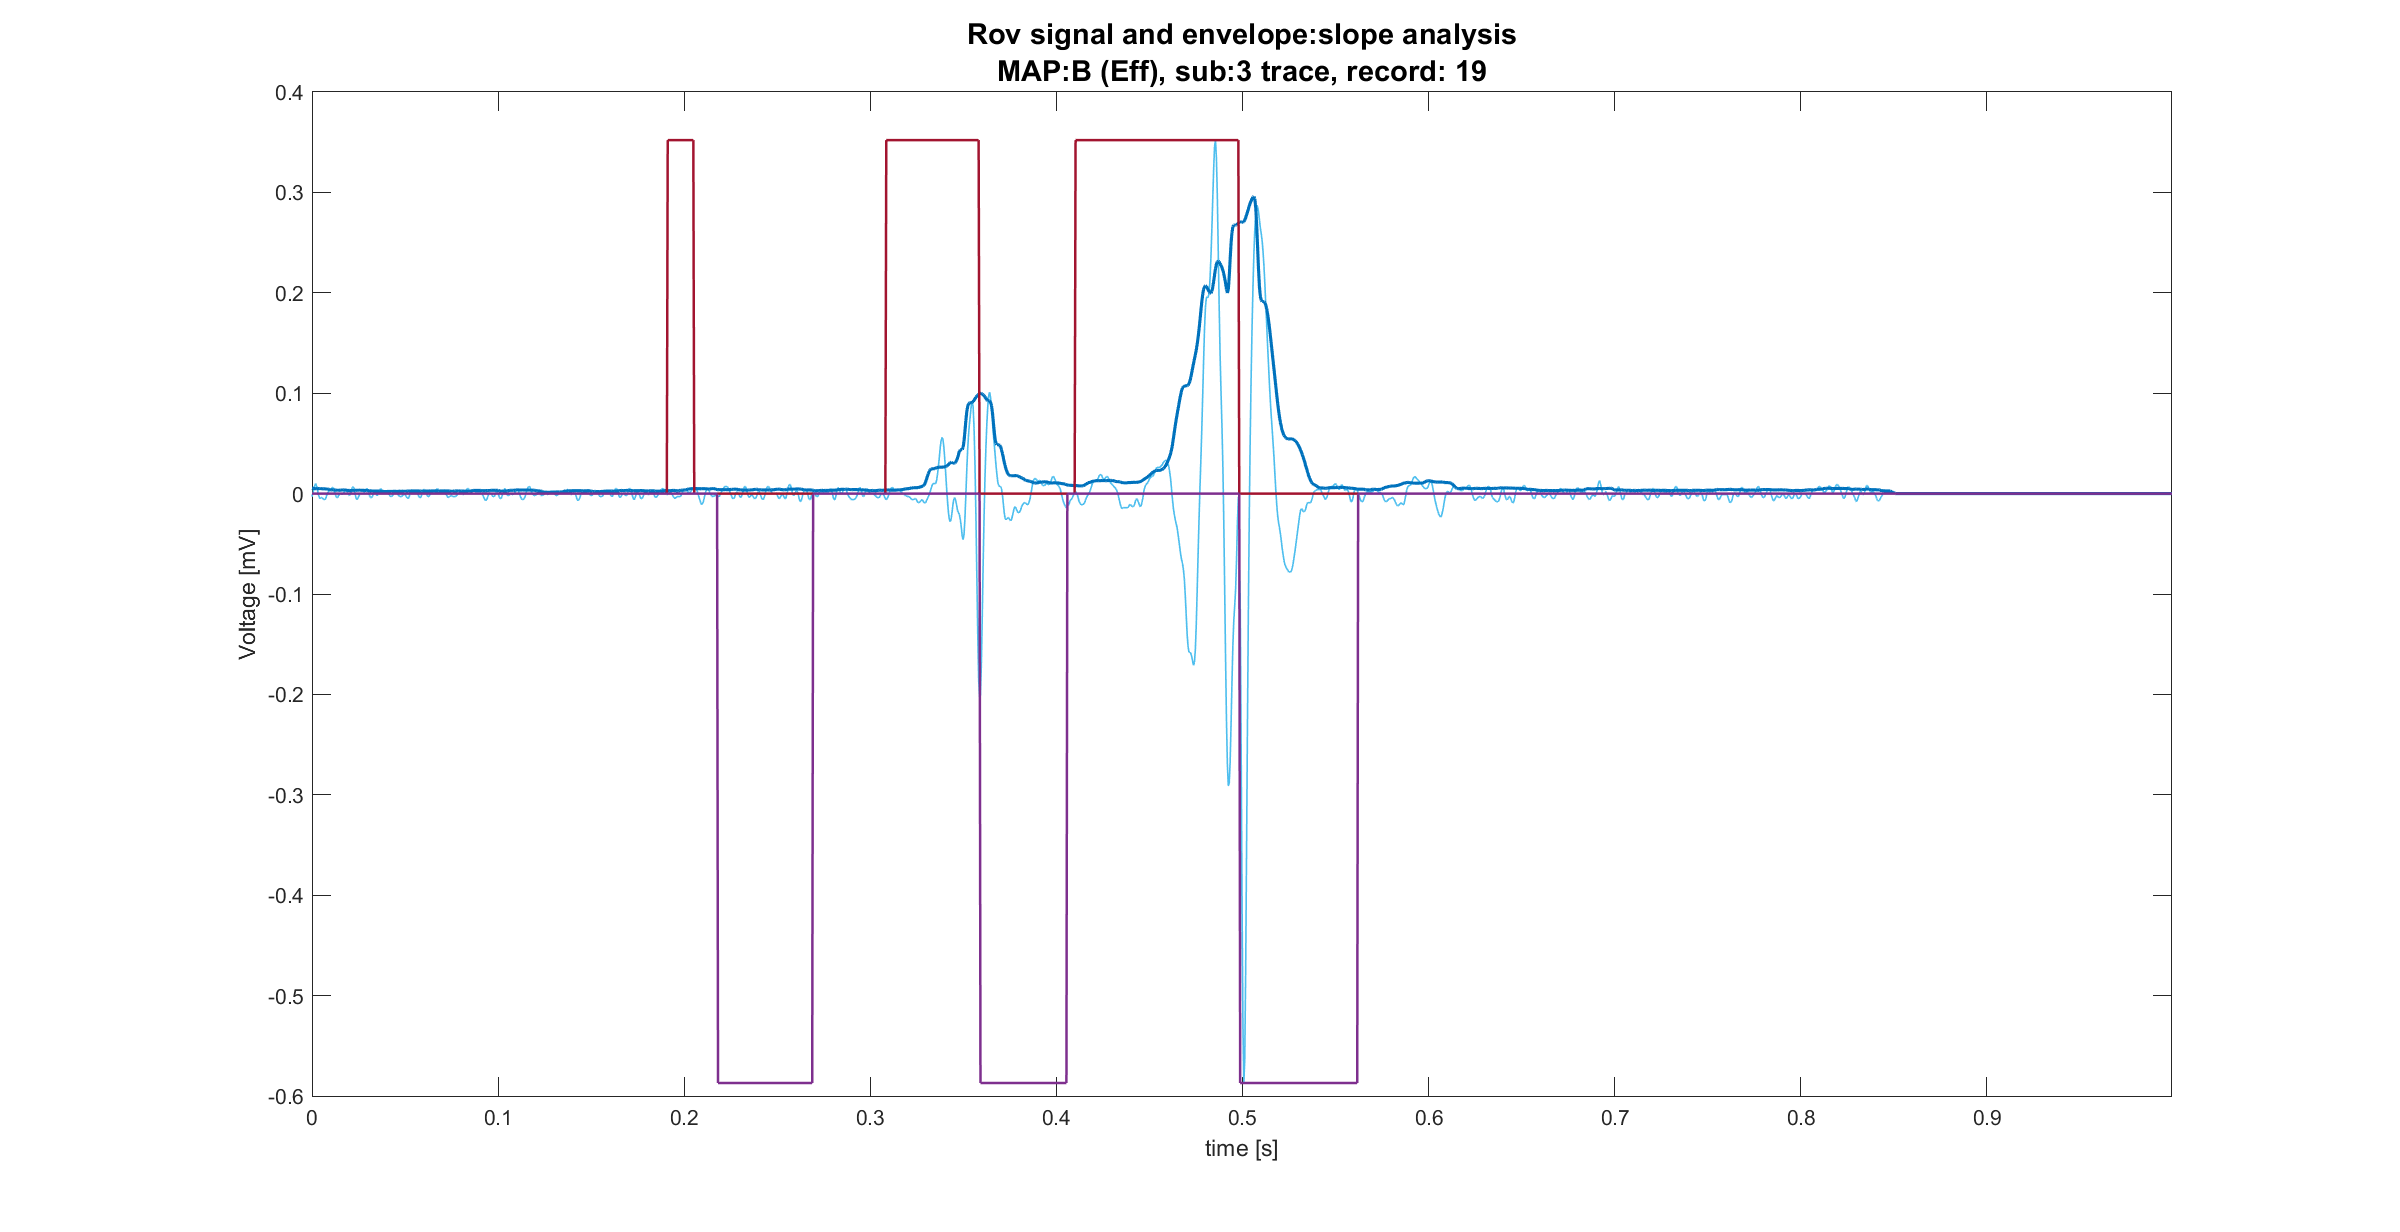 Rov signal and envelope:slope analysis
MAP:B (Eff), sub:3 trace, record: 19
0.4
0.3
0.2
0.1
0
-0.1
-0.2
-0.3
-0.4
-0.5
-0.6
Voltage [mV]
0 0.1 0.2 0.3 0.4 0.5 0.6 0.7 0.8 0.9
time [s]